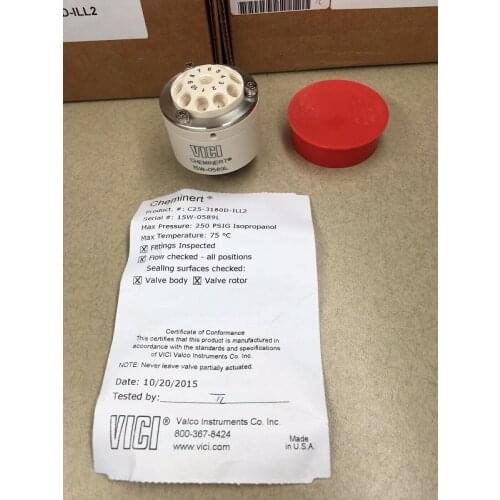 D-ILL2
VICI
CHEMINERT®
15W-0589L
Cheminert®
Product #: C25-3180D-ILL2
Serial #: 15W-0589L
Max Pressure: 250 PSIG Isopropanol
Max Temperature: 75 °C
Fittings Inspected
Flow checked - all positions
Sealing surfaces checked:
Valve body Valve rotor
Certificate of Conformance
This certifies that this product is manufactured in
accordance with the standards and specifications
of VICI Valco Instruments Co. Inc.
NOTE: Never leave valve partially actuated.
Date: 10/20/2015
Tested by:
VICI® Valco Instruments Co. Inc.
800-367-8424
www.vici.com
Made
in U.S.A.